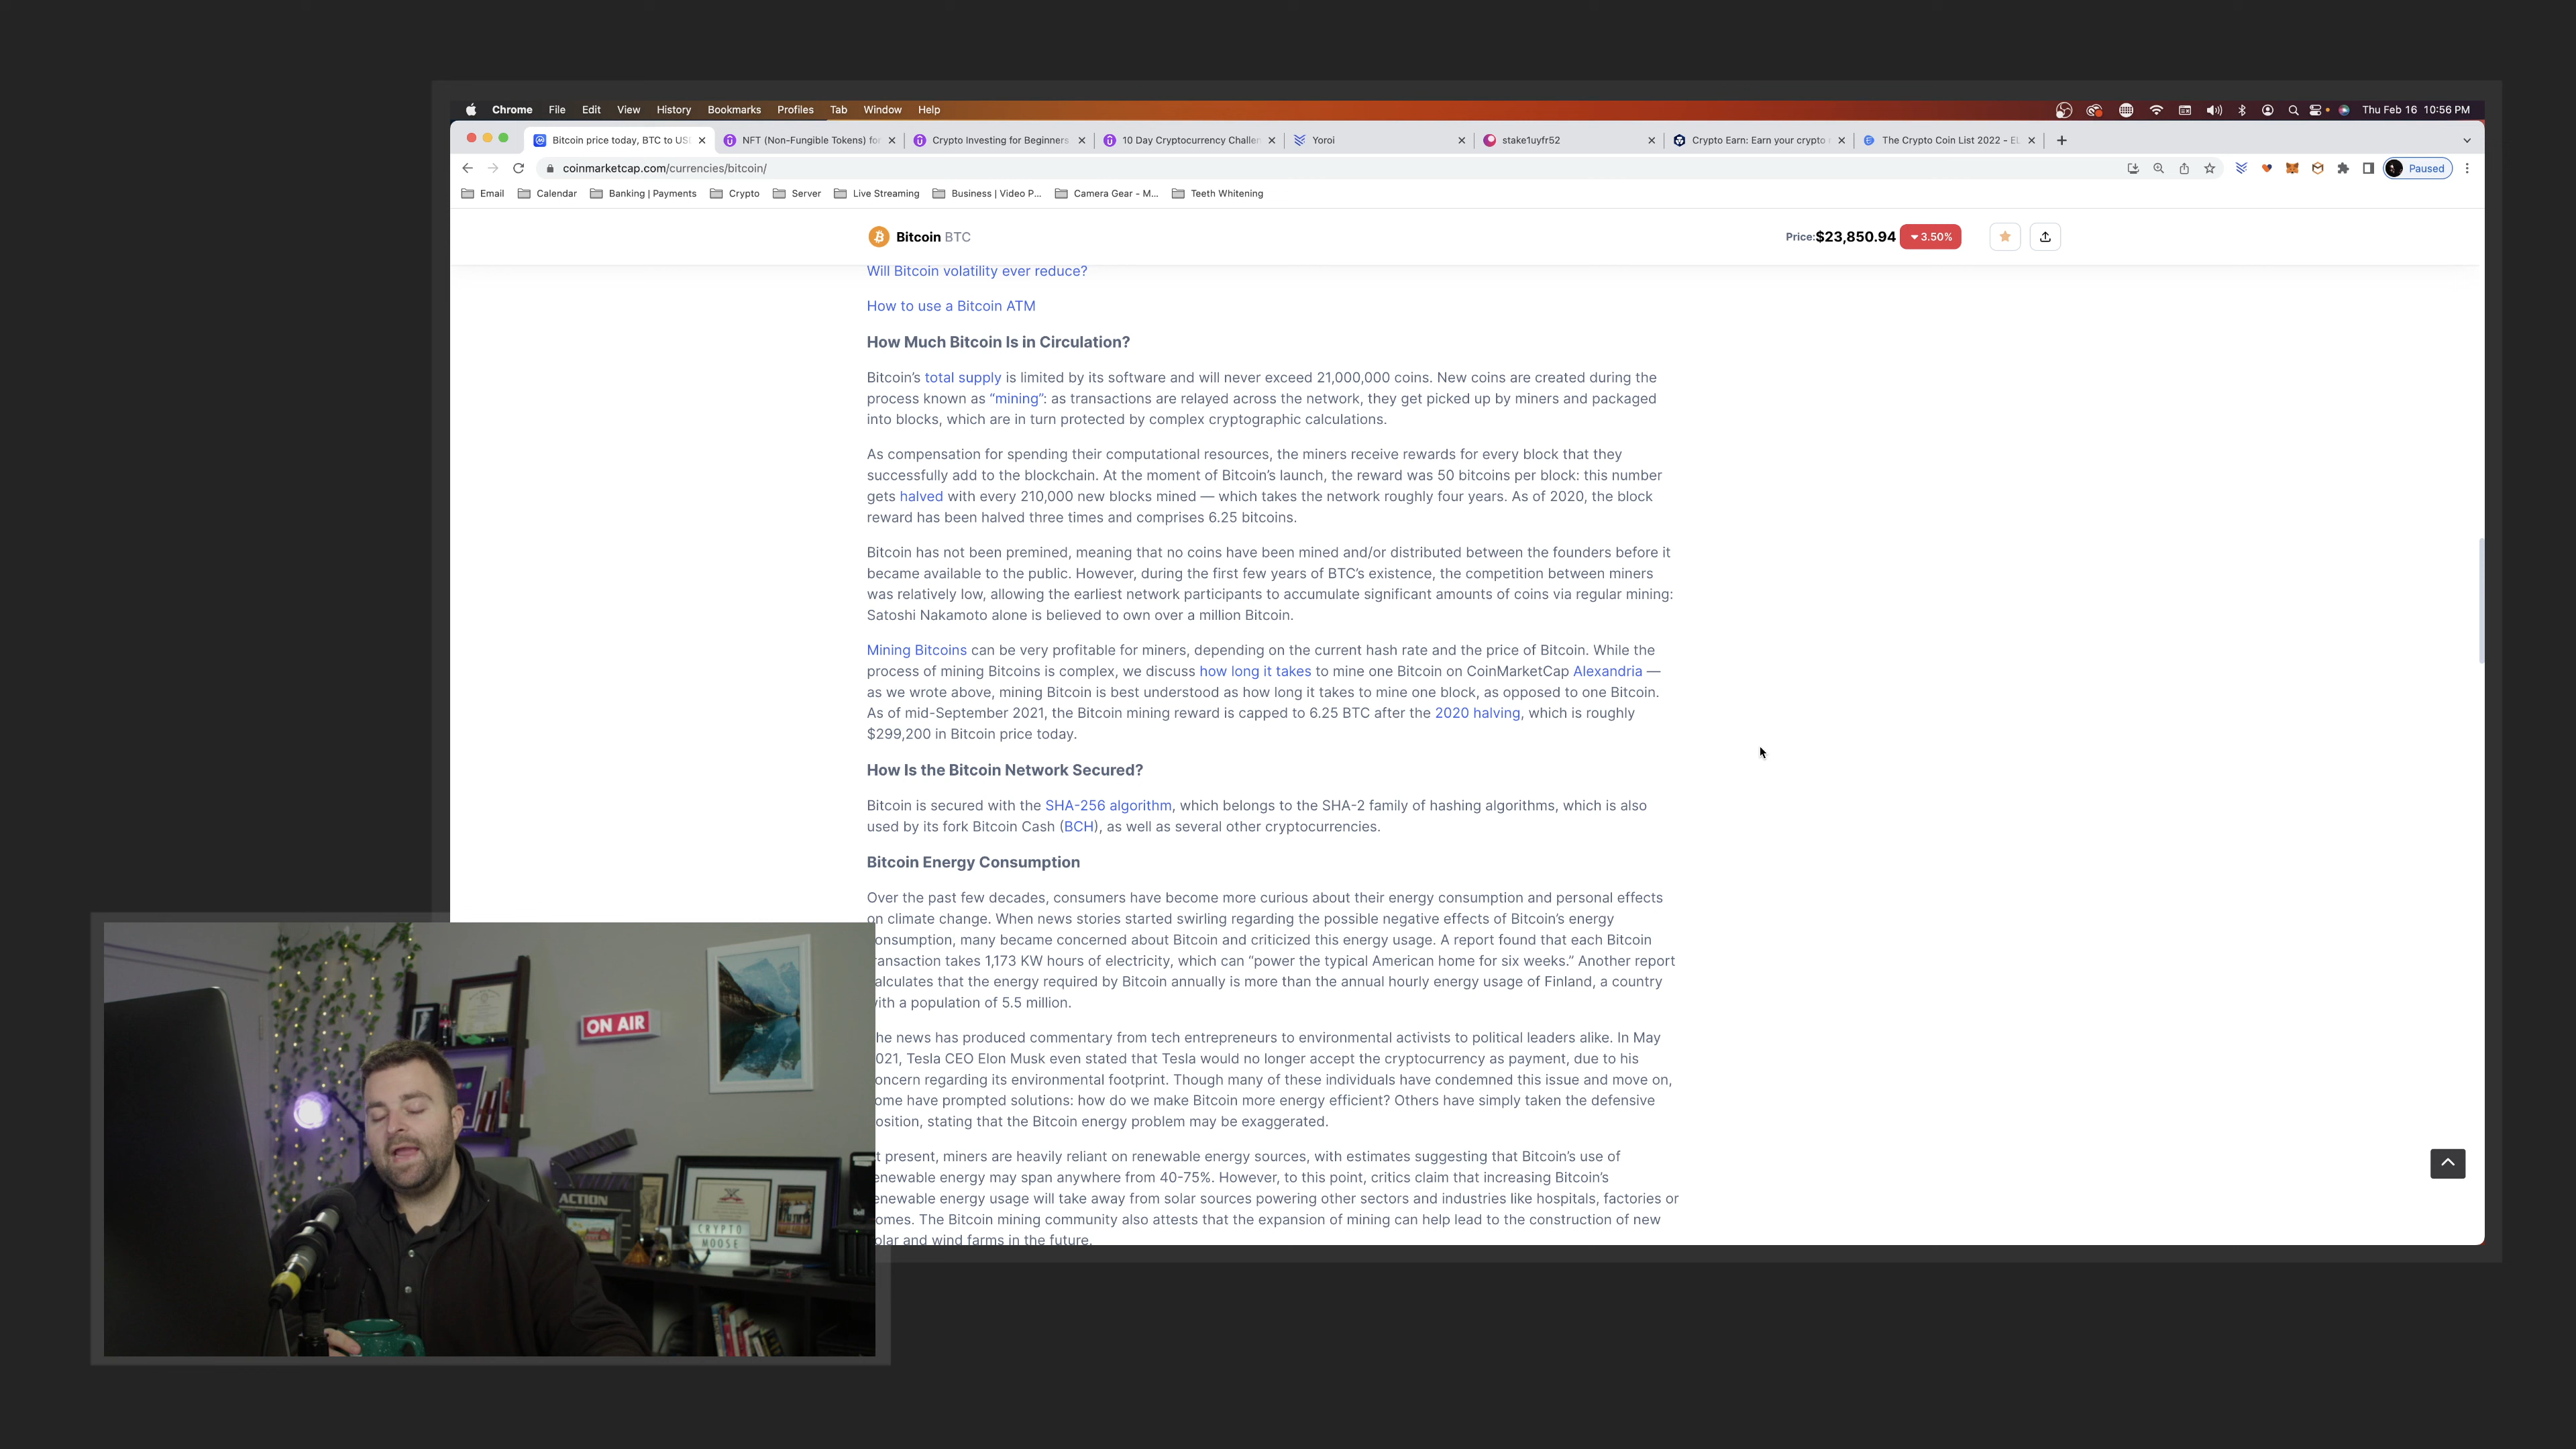 Chrome File Edit View History Bookmarks Profiles Tab Window Help
Thu Feb 16 10:56 PM
Bitcoin price today, BTC to US
NFT (Non-Fungible Tokens) fo
Crypto Investing for Beginners
10 Day Cryptocurrency Challen
Yoroi
stake1uyfr52
Crypto Earn: Earn your crypto
The Crypto Coin List 2022 - E
coinmarketcap.com/currencies/bitcoin/
Paused
Email
Calendar
Banking | Payments
Crypto
Server
Live Streaming
Business | Video P...
Camera Gear - M...
Teeth Whitening
Bitcoin BTC
Price:$23,850.94 3.50%
Will Bitcoin volatility ever reduce?
How to use a Bitcoin ATM
How Much Bitcoin Is in Circulation?
Bitcoin’s total supply is limited by its software and will never exceed 21,000,000 coins. New coins are created during the
process known as “mining”: as transactions are relayed across the network, they get picked up by miners and packaged
into blocks, which are in turn protected by complex cryptographic calculations.
As compensation for spending their computational resources, the miners receive rewards for every block that they
successfully add to the blockchain. At the moment of Bitcoin’s launch, the reward was 50 bitcoins per block: this number
gets halved with every 210,000 new blocks mined — which takes the network roughly four years. As of 2020, the block
reward has been halved three times and comprises 6.25 bitcoins.
Bitcoin has not been premined, meaning that no coins have been mined and/or distributed between the founders before it
became available to the public. However, during the first few years of BTC’s existence, the competition between miners
was relatively low, allowing the earliest network participants to accumulate significant amounts of coins via regular mining:
Satoshi Nakamoto alone is believed to own over a million Bitcoin.
Mining Bitcoins can be very profitable for miners, depending on the current hash rate and the price of Bitcoin. While the
process of mining Bitcoins is complex, we discuss how long it takes to mine one Bitcoin on CoinMarketCap Alexandria —
as we wrote above, mining Bitcoin is best understood as how long it takes to mine one block, as opposed to one Bitcoin.
As of mid-September 2021, the Bitcoin mining reward is capped to 6.25 BTC after the 2020 halving, which is roughly
$299,200 in Bitcoin price today.
How Is the Bitcoin Network Secured?
Bitcoin is secured with the SHA-256 algorithm, which belongs to the SHA-2 family of hashing algorithms, which is also
used by its fork Bitcoin Cash (BCH), as well as several other cryptocurrencies.
Bitcoin Energy Consumption
Over the past few decades, consumers have become more curious about their energy consumption and personal effects
on climate change. When news stories started swirling regarding the possible negative effects of Bitcoin’s energy
onsumption, many became concerned about Bitcoin and criticized this energy usage. A report found that each Bitcoin
ransaction takes 1,173 KW hours of electricity, which can “power the typical American home for six weeks.” Another report
alculates that the energy required by Bitcoin annually is more than the annual hourly energy usage of Finland, a country
ith a population of 5.5 million.
he news has produced commentary from tech entrepreneurs to environmental activists to political leaders alike. In May
021, Tesla CEO Elon Musk even stated that Tesla would no longer accept the cryptocurrency as payment, due to his
oncern regarding its environmental footprint. Though many of these individuals have condemned this issue and move on,
ome have prompted solutions: how do we make Bitcoin more energy efficient? Others have simply taken the defensive
osition, stating that the Bitcoin energy problem may be exaggerated.
t present, miners are heavily reliant on renewable energy sources, with estimates suggesting that Bitcoin’s use of
enewable energy may span anywhere from 40-75%. However, to this point, critics claim that increasing Bitcoin’s
enewable energy usage will take away from solar sources powering other sectors and industries like hospitals, factories or
omes. The Bitcoin mining community also attests that the expansion of mining can help lead to the construction of new
olar and wind farms in the future.
ON AIR
ACTION
CRYPTO
MOOSE